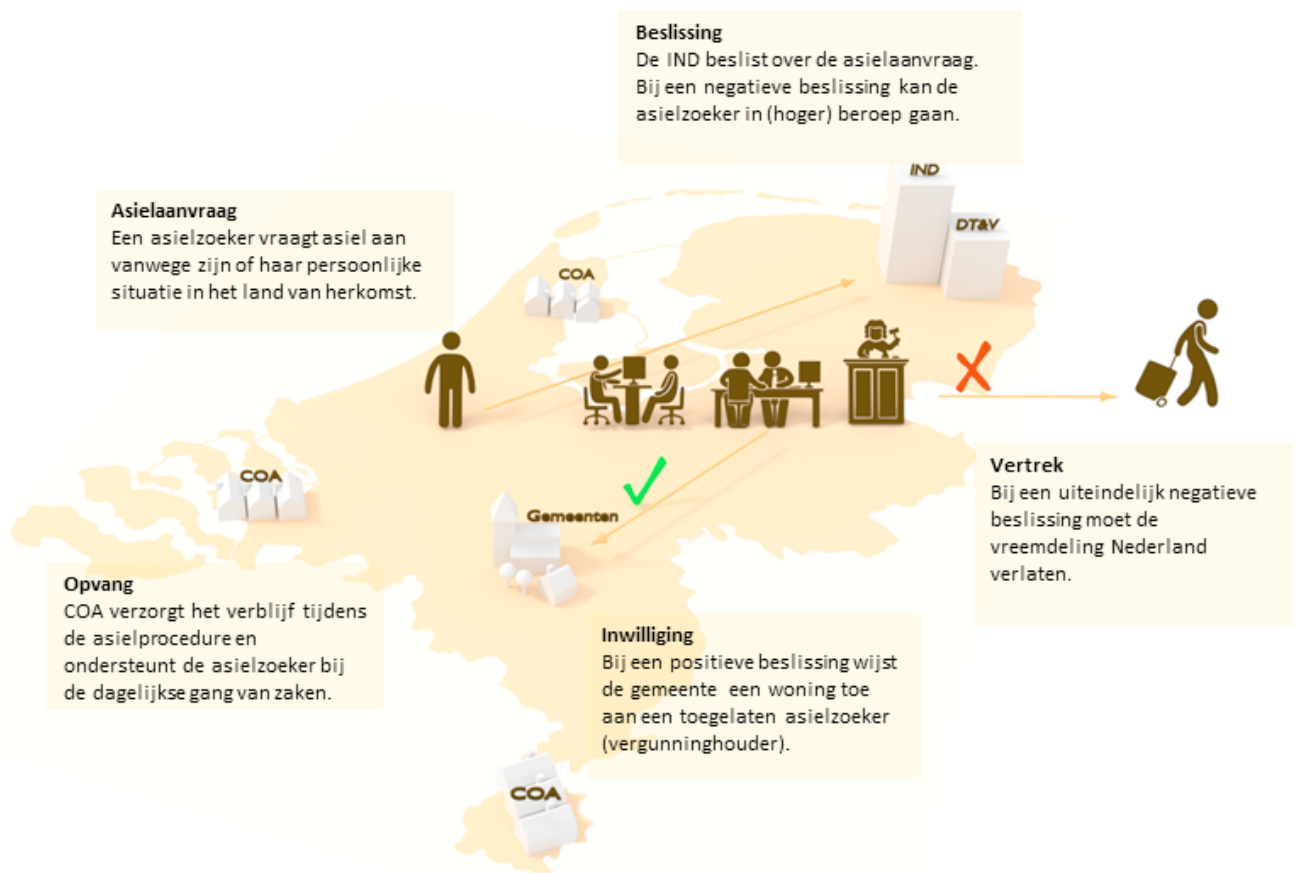 Beslissing
De IND beslist over de asielaanvraag.
Bij een negatieve beslissing kan de
asielzoeker in (hoger) beroep gaan.
IND
DT&V
Asielaanvraag
Een asielzoeker vraagt asiel aan
vanwege zijn of haar persoonlijke
situatie in het land van herkomst.
COA
COA
Gemeenten
Vertrek
Bij een uiteindelijk negatieve
beslissing moet de
vreemdeling Nederland
verlaten.
Opvang
COA verzorgt het verblijf tijdens
de asielprocedure en
ondersteunt de asielzoeker bij
de dagelijkse gang van zaken.
Inwilliging
Bij een positieve beslissing wijst
de gemeente een woning toe
aan een toegelaten asielzoeker
(vergunninghouder).
COA